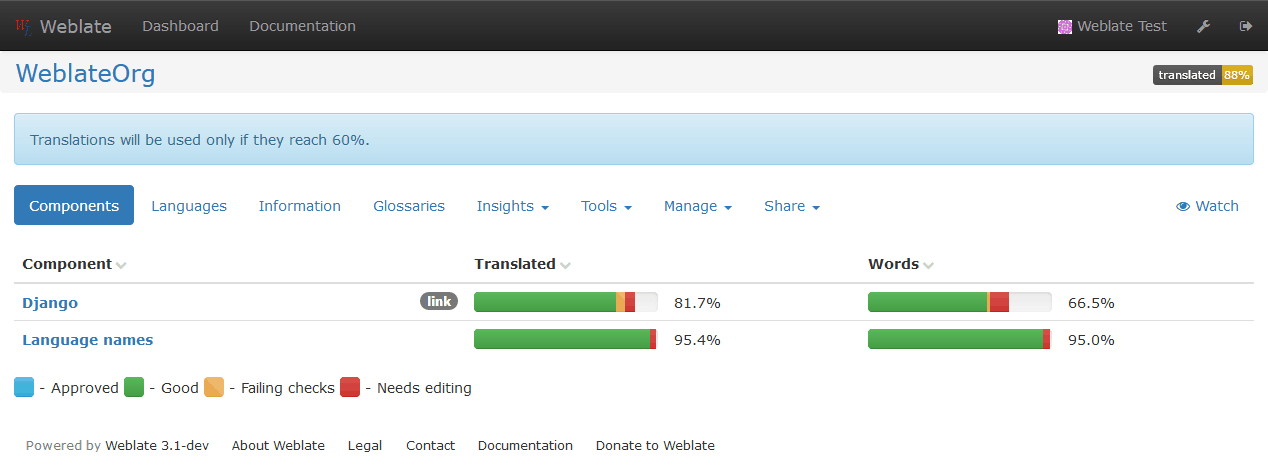 Weblate Dashboard Documentation Weblate Test
WeblateOrg translated 88%
Translations will be used only if they reach 60%.
Components Languages Information Glossaries Insights Tools Manage Share Watch
Component Translated Words
Django link 81.7% 66.5%
Language names 95.4% 95.0%
- Approved - Good - Failing checks - Needs editing
Powered by Weblate 3.1-dev About Weblate Legal Contact Documentation Donate to Weblate